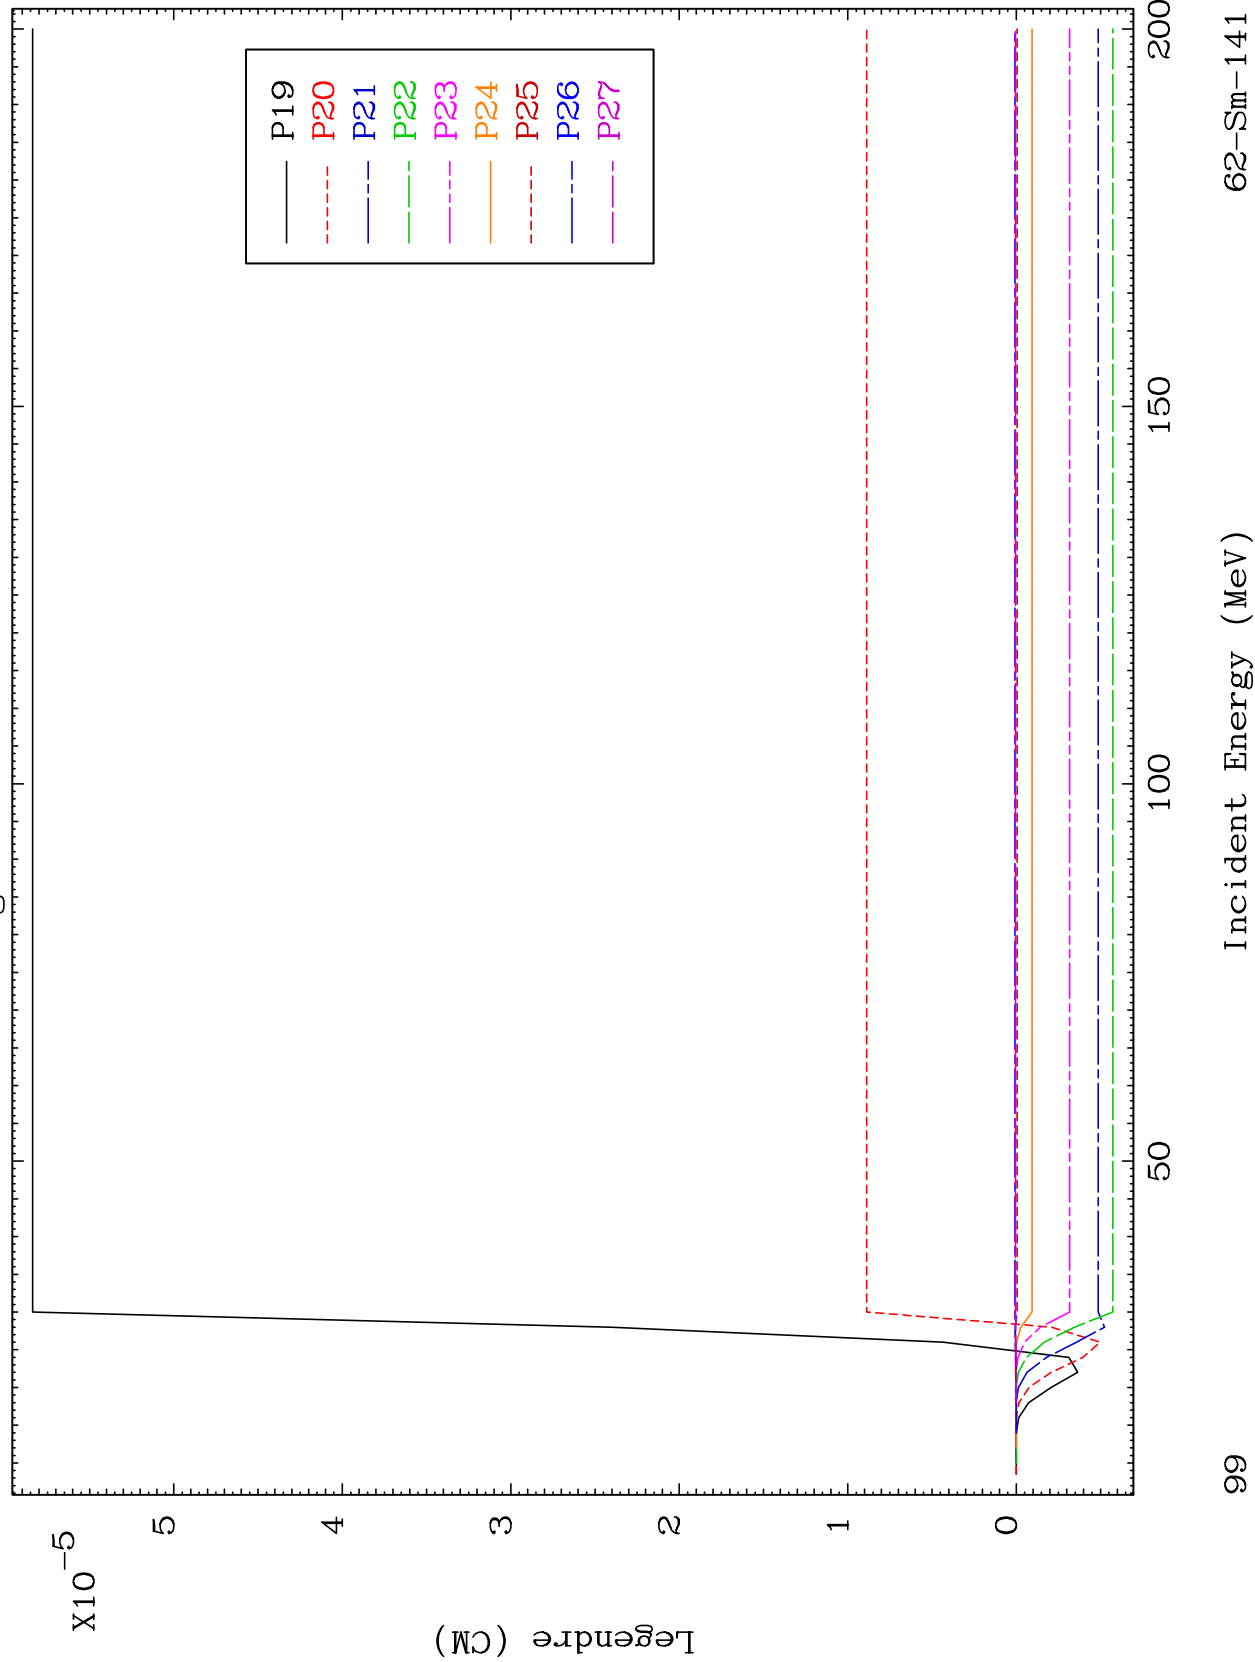 X10-5
5
4
3
2
1
0
Legendre (CM)
P19
P20
P21
P22
P23
P24
P25
P26
P27
50
100
150
200
Incident Energy (MeV)
99
62-Sm-141